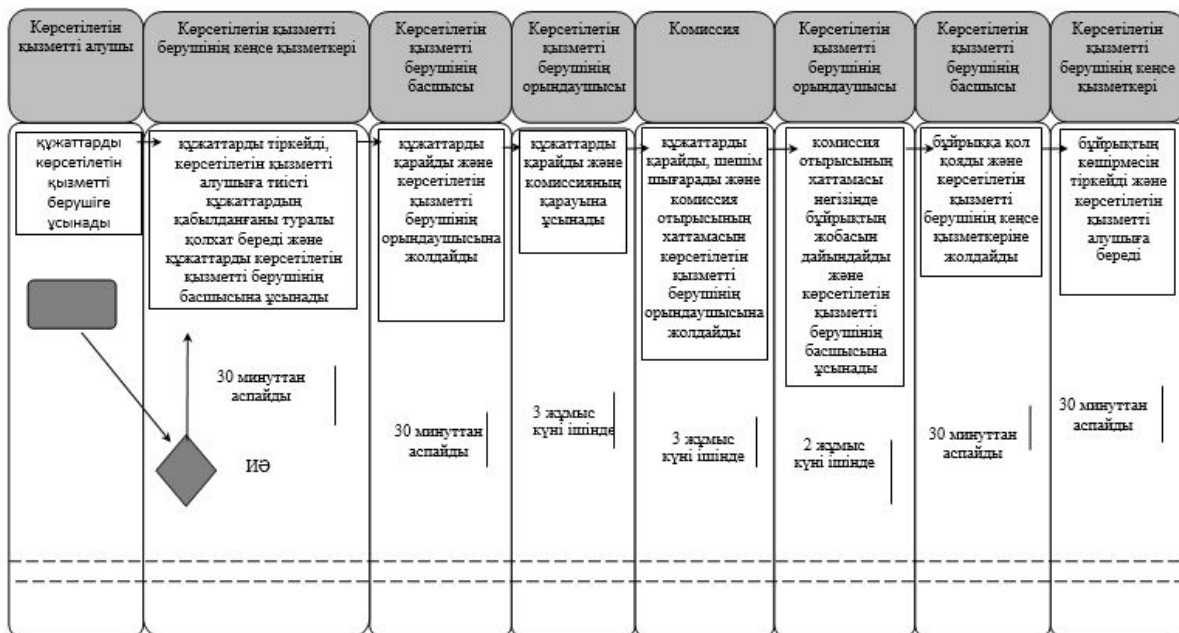 Көрсетілетін
қызметті алушы
Көрсетілетін қызметті
берушінің кеңсе қызметкері
Көрсетілетін
қызметті
берушінің
басшысы
Көрсетілетін
қызметті
берушінің
орындаушысы
Комиссия
Көрсетілетін
қызметті
берушінің
орындаушысы
Көрсетілетін
қызметті
берушінің
басшысы
Көрсетілетін
қызметті
берушінің кеңсе
қызметкері
құжаттарды
көрсетілетін
қызметті
берушіге
ұсынады
құжаттарды тіркейді,
көрсетілетін қызметті
алушыға тиісті
құжаттардың
қабылданғаны туралы
қолхат береді және
құжаттарды көрсетілетін
қызметті берушінің
басшысына ұсынады
құжаттарды
қарайды және
көрсетілетін
қызметті
берушінің
орындаушысына
жолдайды
құжаттарды
қарайды және
комиссияның
қарауына
ұсынады
құжаттарды
қарайды, шешім
шығарады және
комиссия
отырысының
хаттамасын
көрсетілетін
қызметті
берушінің
орындаушысына
жолдайды
комиссия
отырысының
хаттамасы
негізінде
бұйрықтың
жобасын
дайындайды
және
көрсетілетін
қызметті
берушінің
басшысына
ұсынады
бұйрыққа қол
қояды және
көрсетілетін
қызметті
берушінің кеңсе
қызметкеріне
жолдайды
бұйрықтың
көшірмесін
тіркейді және
көрсетілетін
қызметті
алушыға
береді
30 минуттан
аспайды
30 минуттан
аспайды
3 жұмыс
күні ішінде
3 жұмыс
күні ішінде
2 жұмыс
күні ішінде
30 минуттан
аспайды
30 минуттан
аспайды
ИӘ